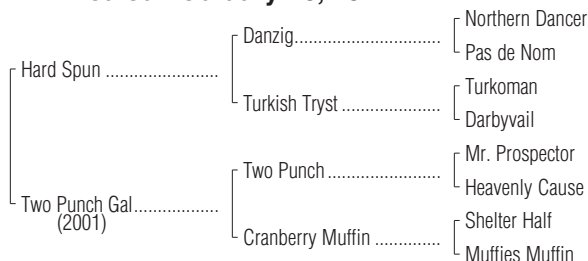 Northern Dancer
Danzig
Pas de Nom
Hard Spun
Turkoman
Turkish Tryst
Darbyvail
Mr. Prospector
Two Punch
Heavenly Cause
Two Punch Gal
(2001)
Shelter Half
Cranberry Muffin
Muffies Muffin